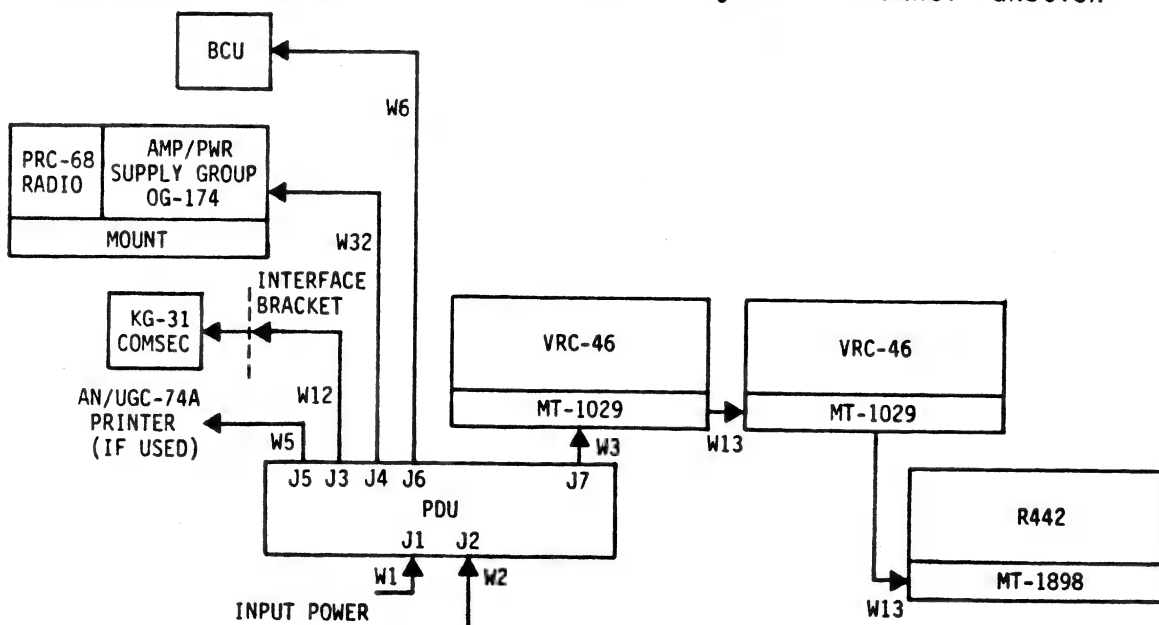 BCU
W6
PRC-68
RADIO
AMP/PWR
SUPPLY GROUP
OG-174
MOUNT
W32
INTERFACE
BRACKET
KG-31
COMSEC
W12
AN/UGC-74A
PRINTER
(IF USED)
W5
VRC-46
MT-1029
W13
VRC-46
MT-1029
W3
J5 J3 J4 J6 J7
PDU
J1 J2
W1
W2
INPUT POWER
R442
MT-1898
W13